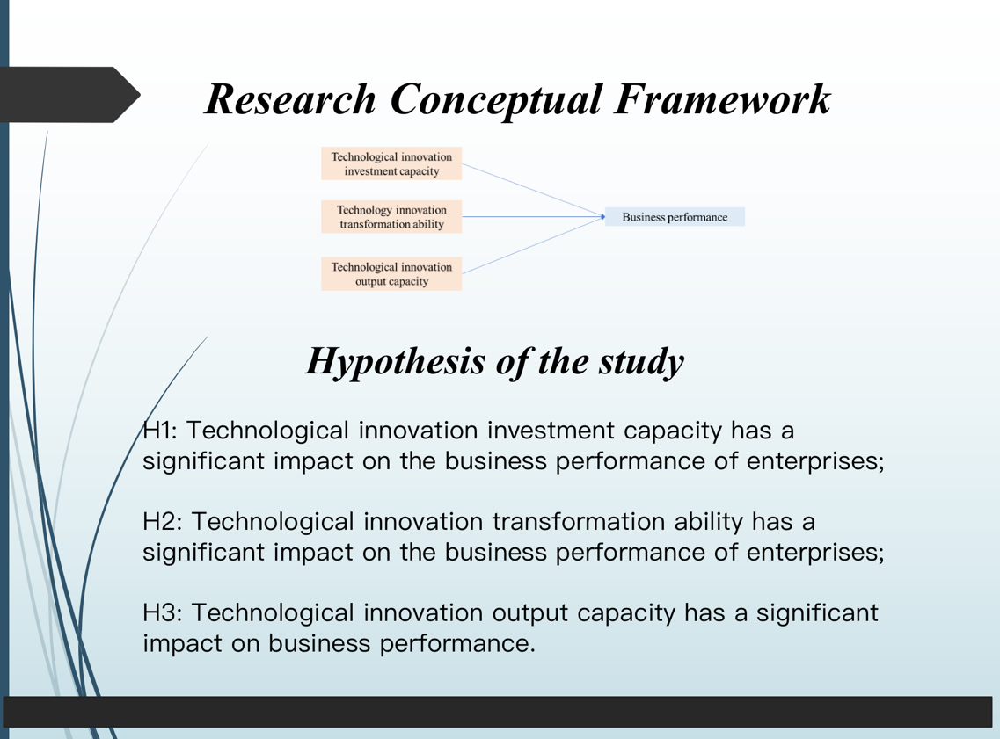 Research Conceptual Framework
Technological innovation
investment capacity
Technology innovation
transformation ability
Business performance
Technological innovation
output capacity
Hypothesis of the study
H1: Technological innovation investment capacity has a
significant impact on the business performance of enterprises;
H2: Technological innovation transformation ability has a
significant impact on the business performance of enterprises;
H3: Technological innovation output capacity has a significant
impact on business performance.